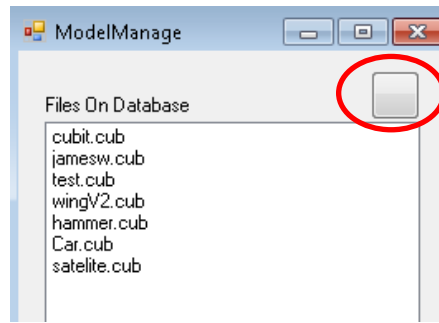 ModelManage
Files On Database
cubit.cub
jamesw.cub
test.cub
wingV2.cub
hammer.cub
Car.cub
satelite.cub